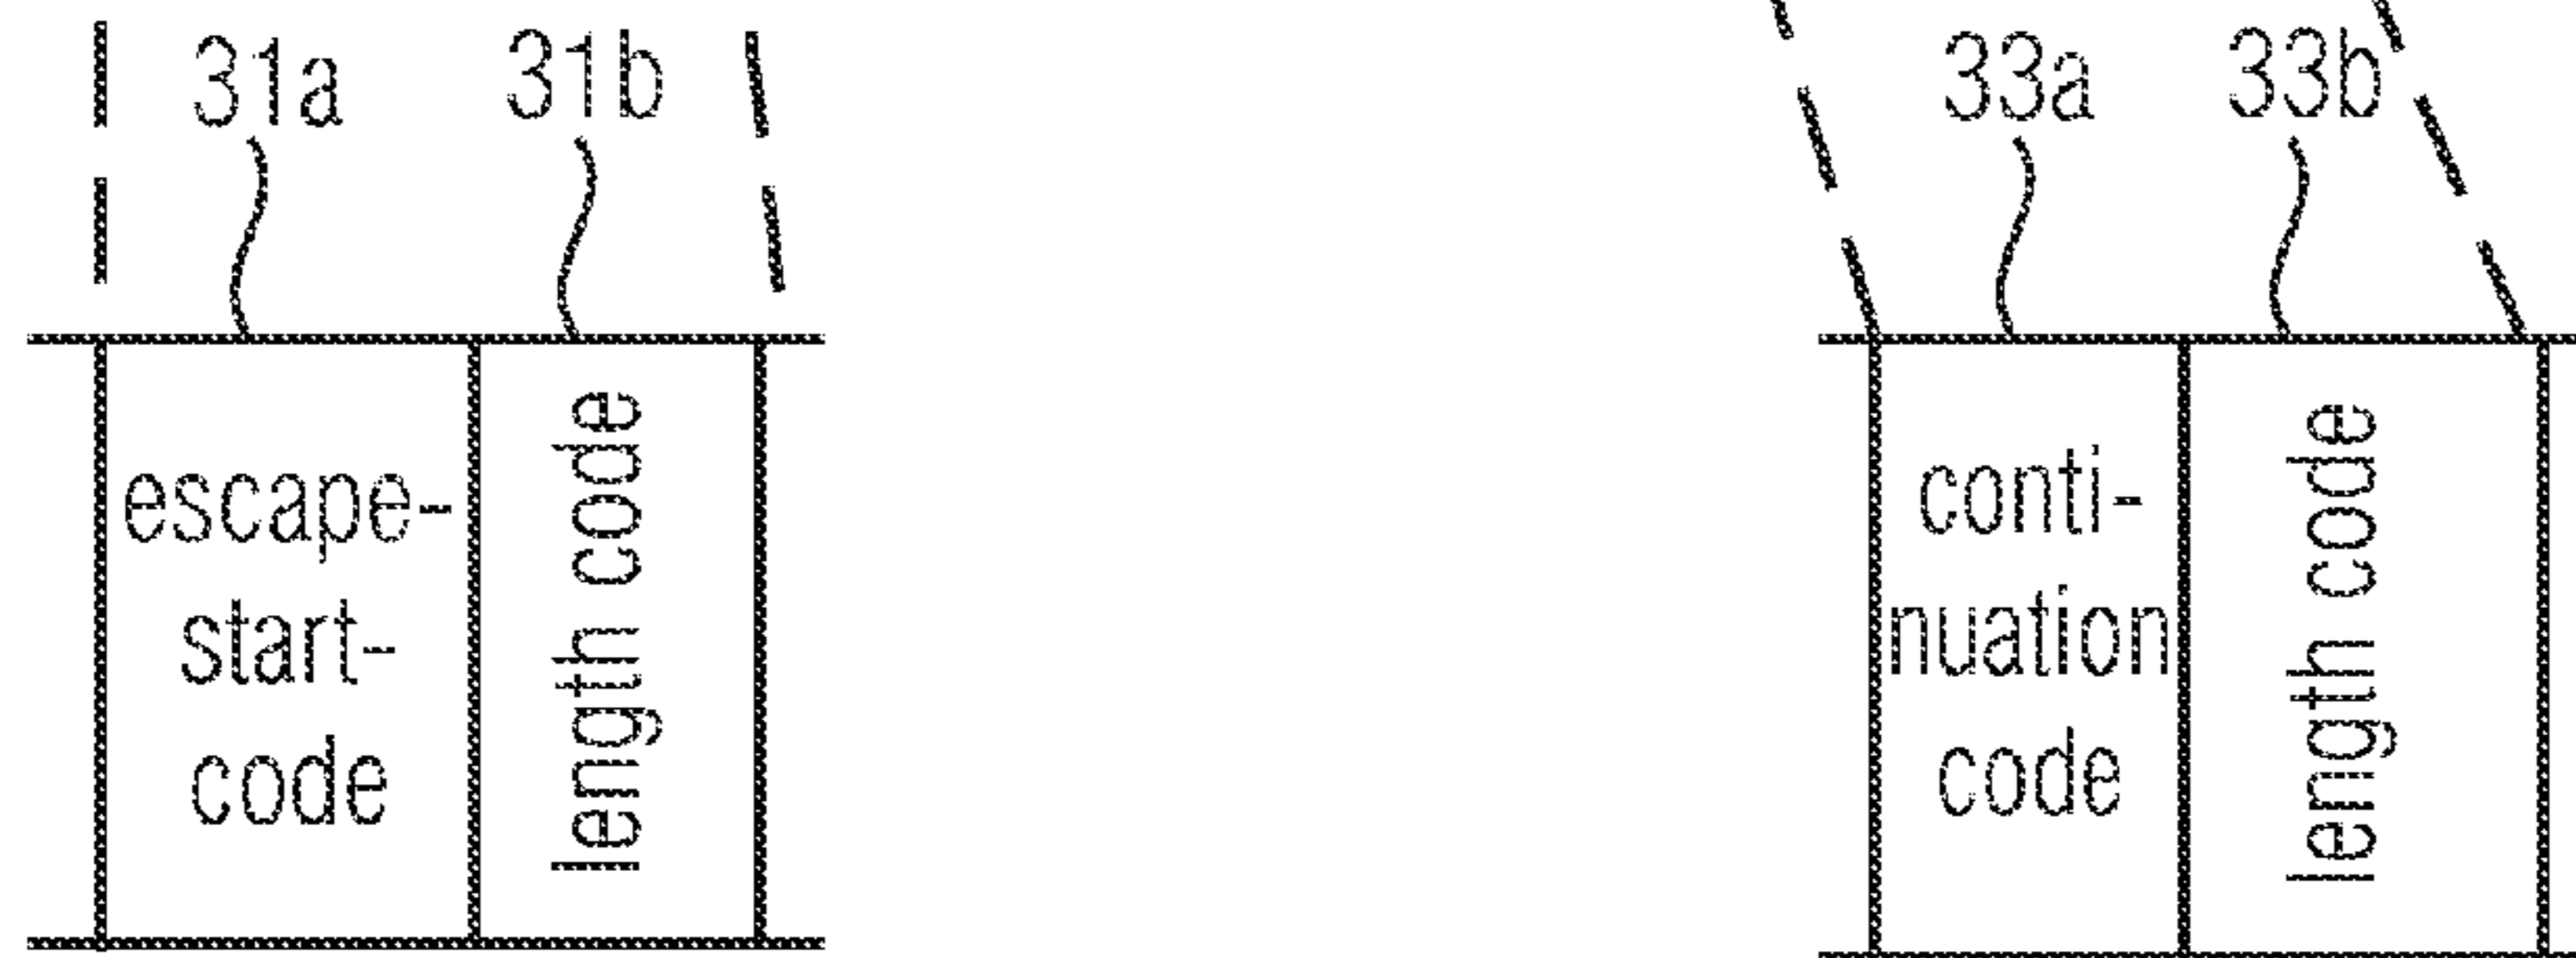 31a 31b
escape-
start-
code
length code
33a 33b
conti-
nuation
code
length code